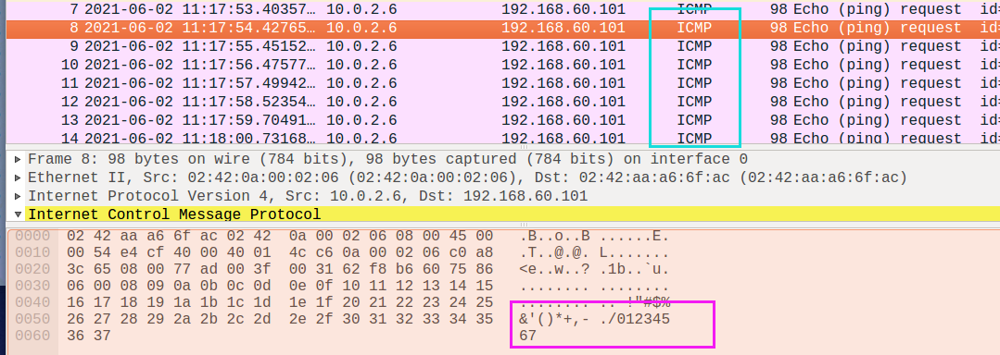 7 2021-06-02 11:17:53.40357… 10.0.2.6 192.168.60.101 ICMP 98 Echo (ping) request id=
8 2021-06-02 11:17:54.42765… 10.0.2.6 192.168.60.101 ICMP 98 Echo (ping) request id=
9 2021-06-02 11:17:55.45152… 10.0.2.6 192.168.60.101 ICMP 98 Echo (ping) request id=
10 2021-06-02 11:17:56.47577… 10.0.2.6 192.168.60.101 ICMP 98 Echo (ping) request id=
11 2021-06-02 11:17:57.49942… 10.0.2.6 192.168.60.101 ICMP 98 Echo (ping) request id=
12 2021-06-02 11:17:58.52354… 10.0.2.6 192.168.60.101 ICMP 98 Echo (ping) request id=
13 2021-06-02 11:17:59.70491… 10.0.2.6 192.168.60.101 ICMP 98 Echo (ping) request id=
14 2021-06-02 11:18:00.73168… 10.0.2.6 192.168.60.101 ICMP 98 Echo (ping) request id=
Frame 8: 98 bytes on wire (784 bits), 98 bytes captured (784 bits) on interface 0
Ethernet II, Src: 02:42:0a:00:02:06 (02:42:0a:00:02:06), Dst: 02:42:aa:a6:6f:ac (02:42:aa:a6:6f:ac)
Internet Protocol Version 4, Src: 10.0.2.6, Dst: 192.168.60.101
Internet Control Message Protocol
0000 02 42 aa a6 6f ac 02 42 0a 00 02 06 08 00 45 00 .B..o..B ......E.
0010 00 54 e4 cf 40 00 40 01 4c c6 0a 00 02 06 c0 a8 .T..@.@. L.......
0020 3c 65 08 00 77 ad 00 3f 00 31 62 f8 b6 60 75 86 <e..w..? .1b..`u.
0030 06 00 08 09 0a 0b 0c 0d 0e 0f 10 11 12 13 14 15 ........ ........
0040 16 17 18 19 1a 1b 1c 1d 1e 1f 20 21 22 23 24 25 ........ .. !"#$%
0050 26 27 28 29 2a 2b 2c 2d 2e 2f 30 31 32 33 34 35 &'()*+,- ./012345
0060 36 37 67